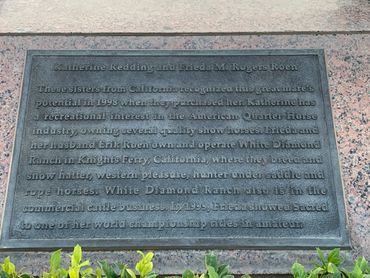 Katherine Redding and Frieda M. Rogers Roen
These sisters from California recognized this great mare's
potential in 1993 when they purchased her. Katherine has
a recreational interest in the American Quarter Horse
industry, owning several quality show horses. Frieda and
her husband Erik Roen own and operate White Diamond
Ranch in Knights Ferry, California, where they breed and
show halter, western pleasure, hunter under saddle and
rope horses. White Diamond Ranch also is in the
commercial cattle business. In 1994, Frieda showed Sacred
to one of her world championship titles in amateur.